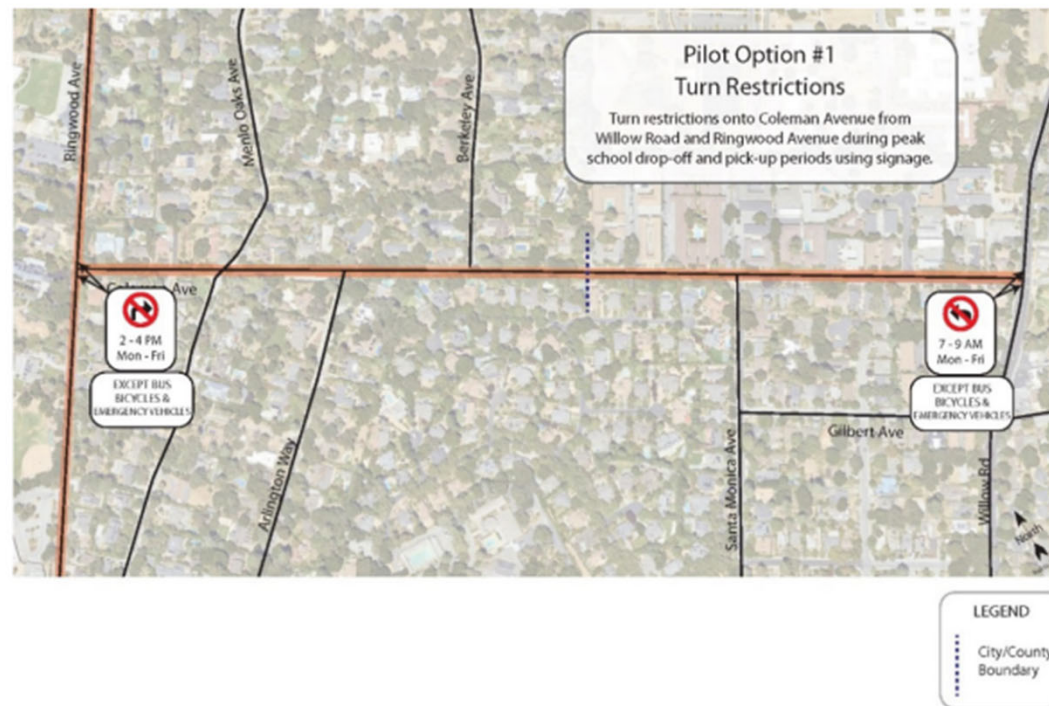 Pilot Option #1
Turn Restrictions
Turn restrictions onto Coleman Avenue from
Willow Road and Ringwood Avenue during peak
school drop-off and pick-up periods using signage.
Ringwood Ave
Menlo Oaks Ave
Berkeley Ave
Coleman Ave
2 - 4 PM
Mon - Fri
EXCEPT BUS
BICYCLES &
EMERGENCY VEHICLES
7 - 9 AM
Mon - Fri
EXCEPT BUS
BICYCLES &
EMERGENCY VEHICLES
Gilbert Ave
Arlington Way
Santa Monica Ave
Willow Rd
North
LEGEND
City/County
Boundary